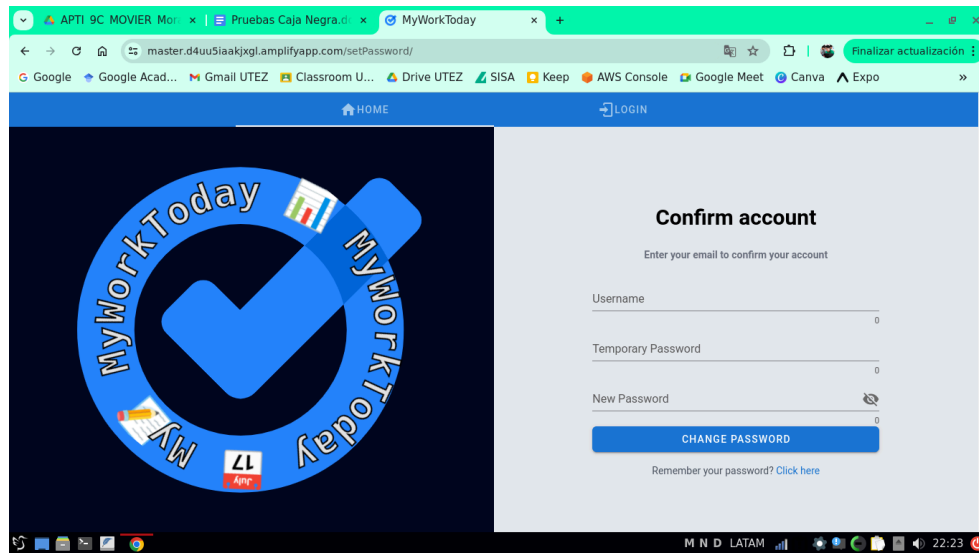 APTI 9C MOVIER Mor
Pruebas Caja Negra.d
MyWorkToday
master.d4uu5iaakjxgl.amplifyapp.com/setPassword/
Finalizar actualización
Google
Google Acad...
Gmail UTEZ
Classroom U...
Drive UTEZ
SISA
Keep
AWS Console
Google Meet
Canva
Expo
»
HOME
LOGIN
MyWorkToday
MyWorkToday
My
July
17
Confirm account
Enter your email to confirm your account
Username
0
Temporary Password
0
New Password
0
CHANGE PASSWORD
Remember your password? Click here
M N D LATAM
22:23